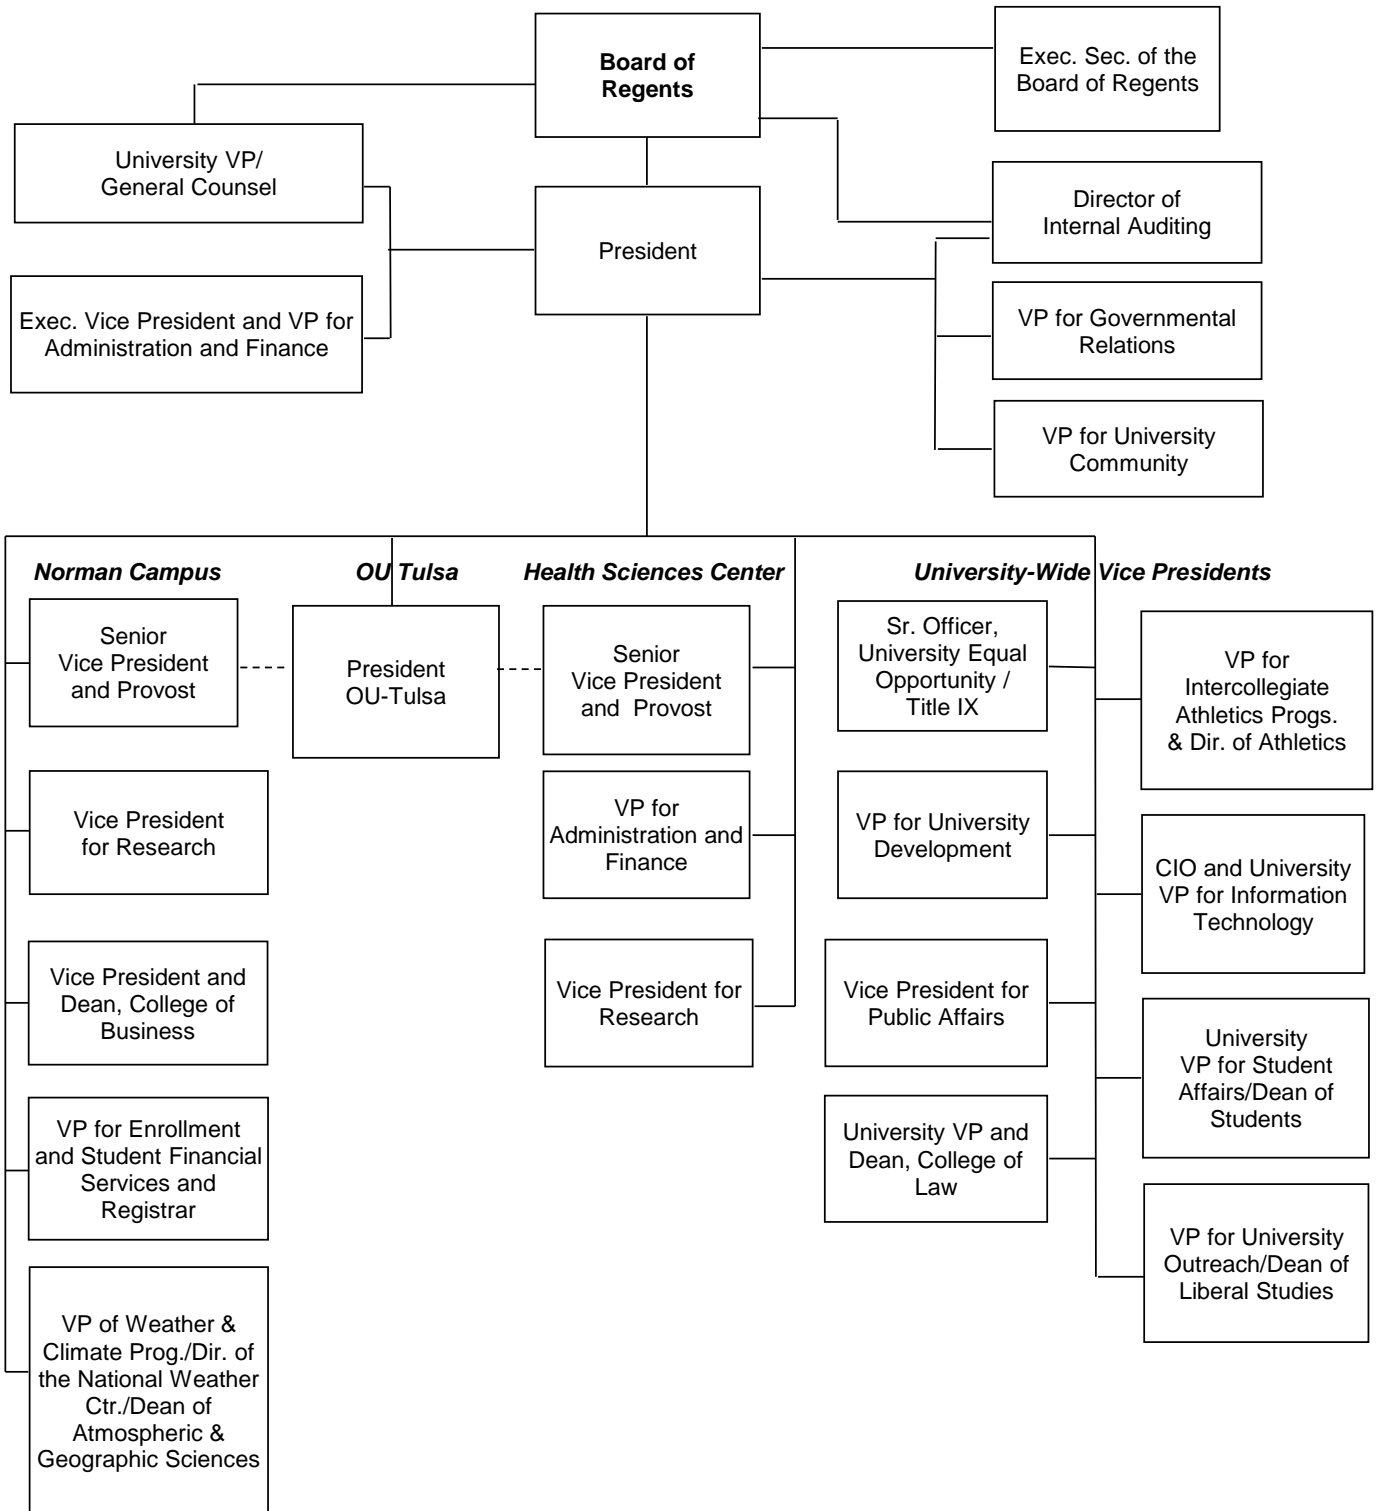 Board of
Regents
Exec. Sec. of the
Board of Regents
University VP/
General Counsel
President
Director of
Internal Auditing
Exec. Vice President and VP for
Administration and Finance
VP for Governmental
Relations
VP for University
Community
Norman Campus
OU Tulsa
Health Sciences Center
University-Wide Vice Presidents
Senior
Vice President
and Provost
Vice President
for Research
Vice President and
Dean, College of
Business
VP for Enrollment
and Student Financial
Services and
Registrar
VP of Weather &
Climate Prog./Dir. of
the National Weather
Ctr./Dean of
Atmospheric &
Geographic Sciences
President
OU-Tulsa
Senior
Vice President
and Provost
VP for
Administration and
Finance
Vice President for
Research
Sr. Officer,
University Equal
Opportunity /
Title IX
VP for University
Development
Vice President for
Public Affairs
University VP and
Dean, College of
Law
VP for
Intercollegiate
Athletics Progs.
& Dir. of Athletics
CIO and University
VP for Information
Technology
University
VP for Student
Affairs/Dean of
Students
VP for University
Outreach/Dean of
Liberal Studies